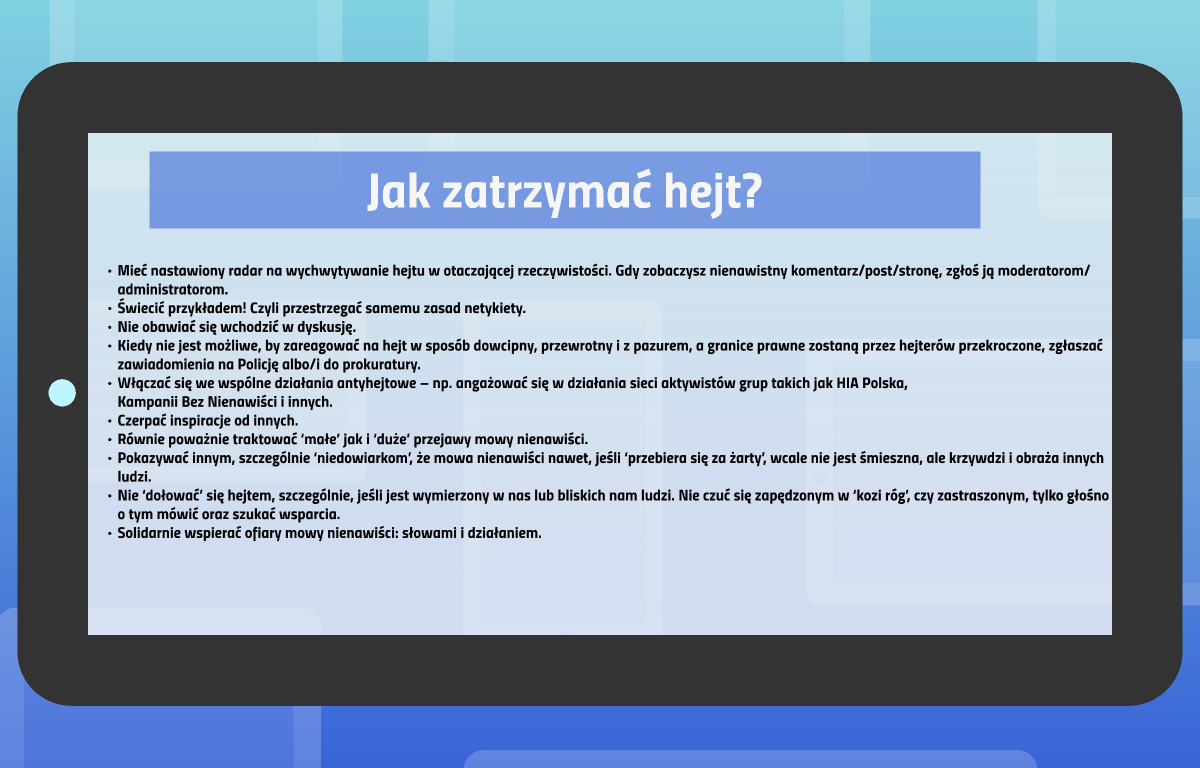 Jak zatrzymać hejt?
• Mieć nastawiony radar na wychwytywanie hejtu w otaczającej rzeczywistości. Gdy zobaczysz nienawistny komentarz/post/stronę, zgłoś ją moderatorom/
administratorom.
• Świecić przykładem! Czyli przestrzegać samemu zasad netykiety.
• Nie obawiać się wchodzić w dyskusję.
• Kiedy nie jest możliwe, by zareagować na hejt w sposób dowcipny, przewrotny i z pazurem, a granice prawne zostaną przez hejterów przekroczone, zgłaszać
zawiadomienia na Policję albo/i do prokuratury.
• Włączać się we wspólne działania antyhejtowe – np. angażować się w działania sieci aktywistów grup takich jak HIA Polska,
Kampanii Bez Nienawiści i innych.
• Czerpać inspiracje od innych.
• Równie poważnie traktować ‘małe’ jak i ‘duże’ przejawy mowy nienawiści.
• Pokazywać innym, szczególnie ‘niedowiarkom’, że mowa nienawiści nawet, jeśli ‘przebiera się za żarty’, wcale nie jest śmieszna, ale krzywdzi i obraża innych
ludzi.
• Nie ‘dołować’ się hejtem, szczególnie, jeśli jest wymierzony w nas lub bliskich nam ludzi. Nie czuć się zapędzonym w ‘kozi róg’, czy zastraszonym, tylko głośno
o tym mówić oraz szukać wsparcia.
• Solidarnie wspierać ofiary mowy nienawiści: słowami i działaniem.